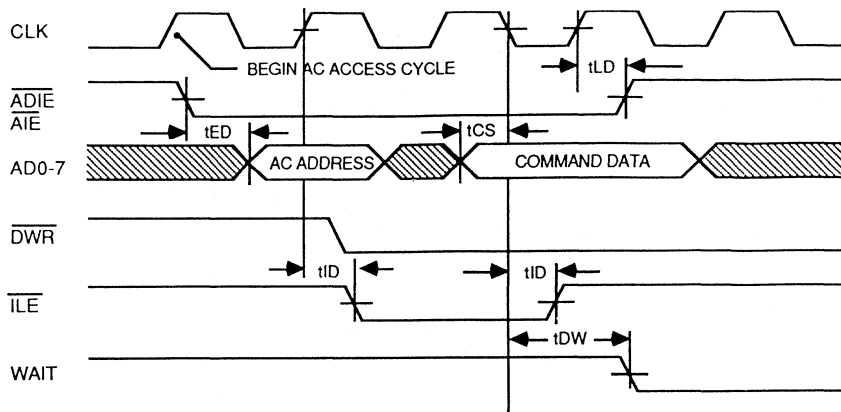 CLK
tLD
BEGIN AC ACCESS CYCLE
ADIE
AIE
tED
tCS
AD0-7
AC ADDRESS
COMMAND DATA
DWR
tID
tID
ILE
tDW
WAIT